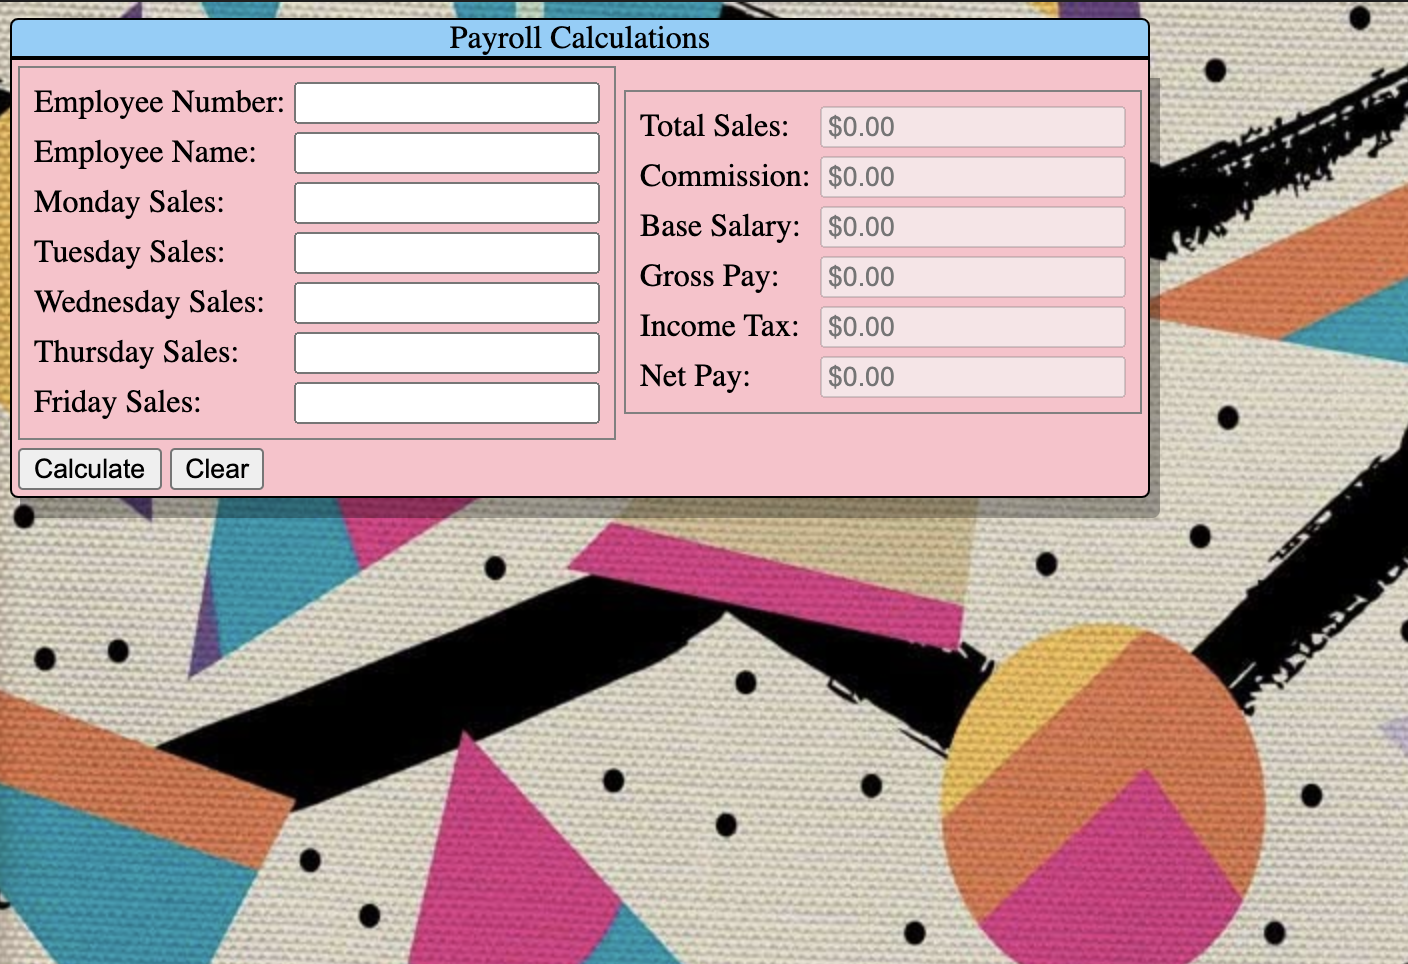 Payroll Calculations
Employee Number:
Employee Name:
Monday Sales:
Tuesday Sales:
Wednesday Sales:
Thursday Sales:
Friday Sales:
Total Sales: $0.00
Commission: $0.00
Base Salary: $0.00
Gross Pay: $0.00
Income Tax: $0.00
Net Pay: $0.00
Calculate Clear